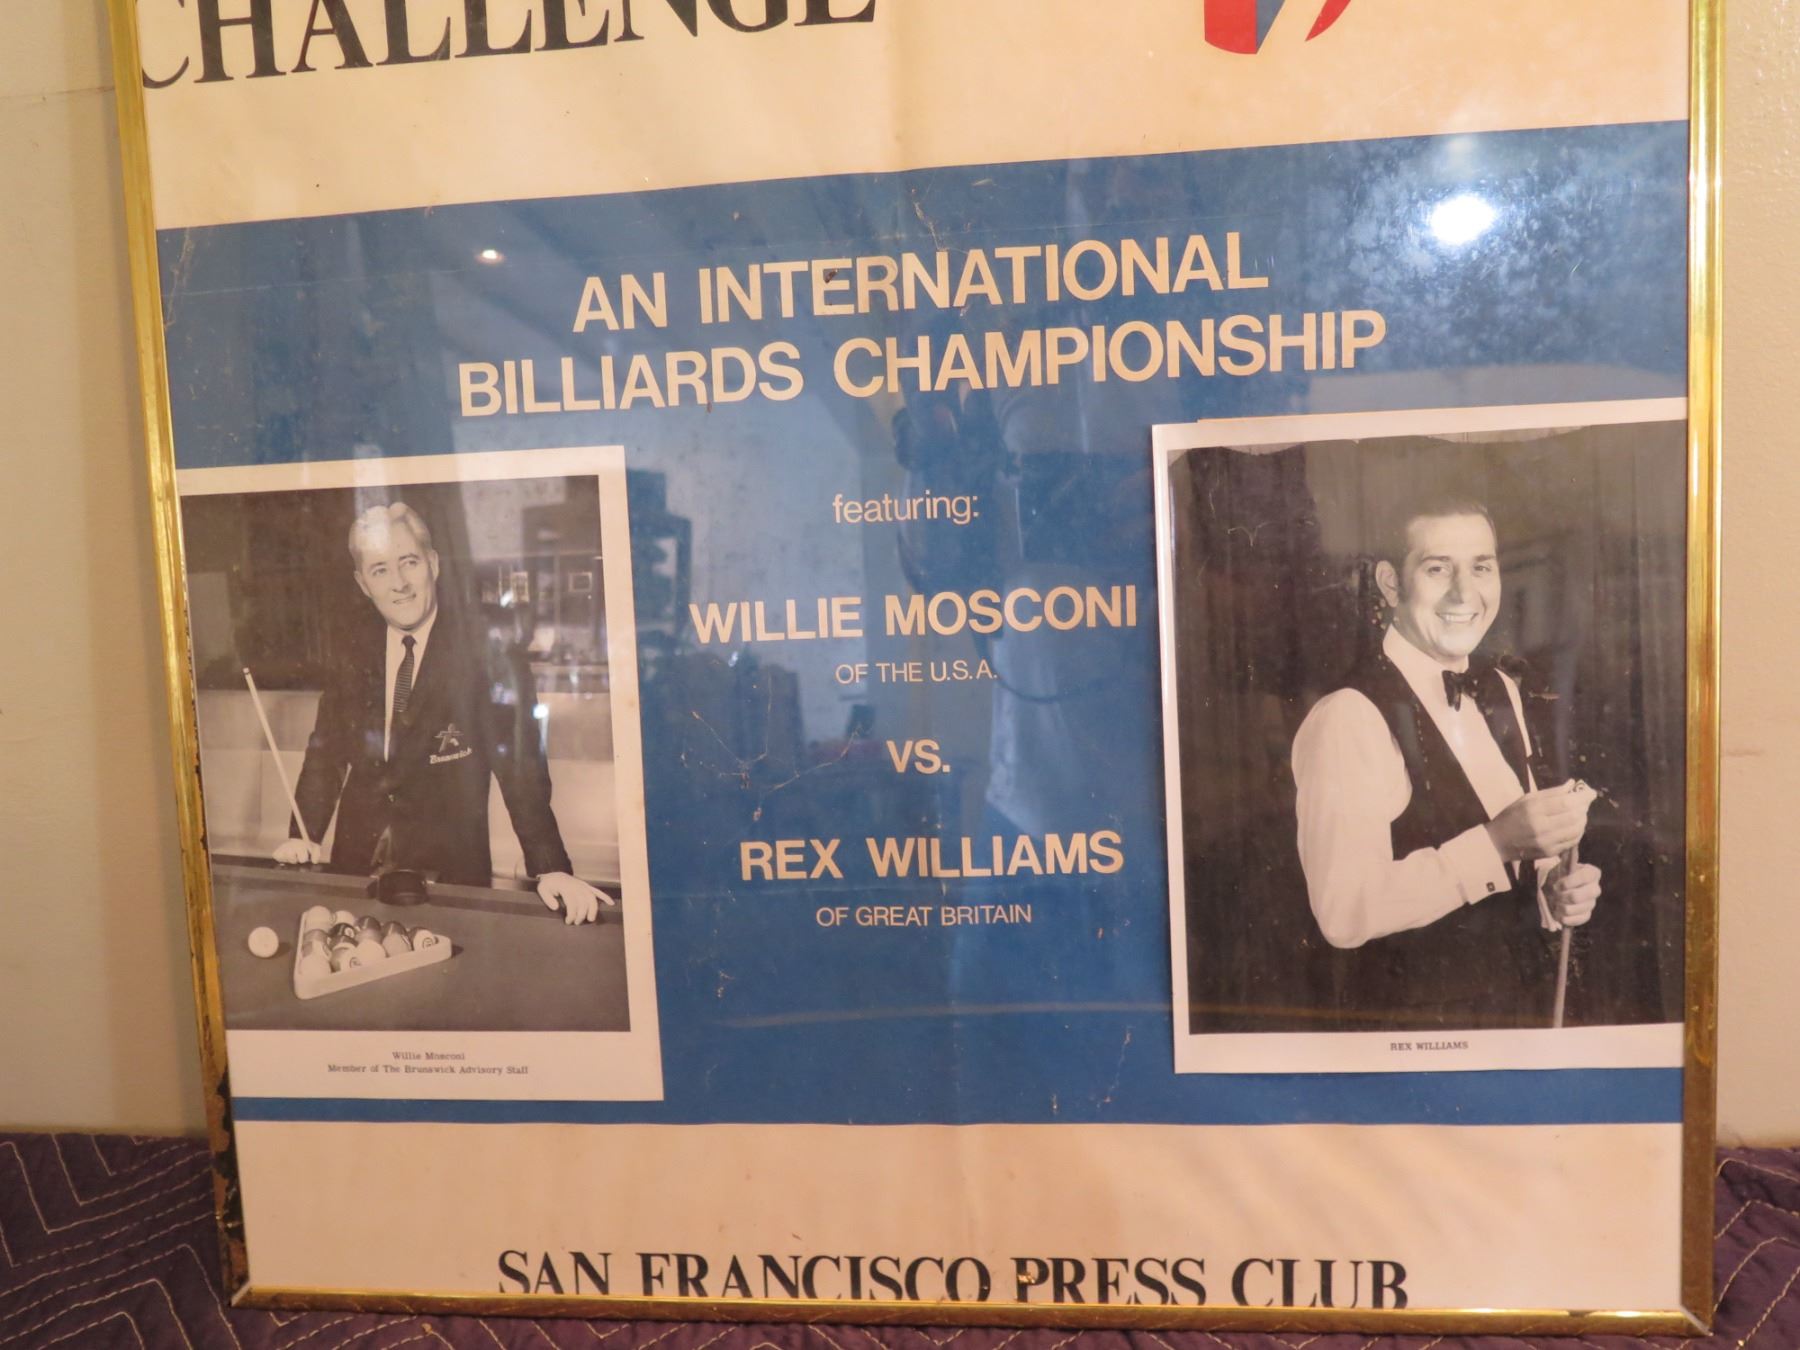 CHALLENGE
AN INTERNATIONAL
BILLIARDS CHAMPIONSHIP
featuring:
WILLIE MOSCONI
OF THE U.S.A.
VS.
REX WILLIAMS
OF GREAT BRITAIN
Brunswick
Willie Mosconi
Member of The Brunswick Advisory Staff
REX WILLIAMS
SAN FRANCISCO PRESS CLUB